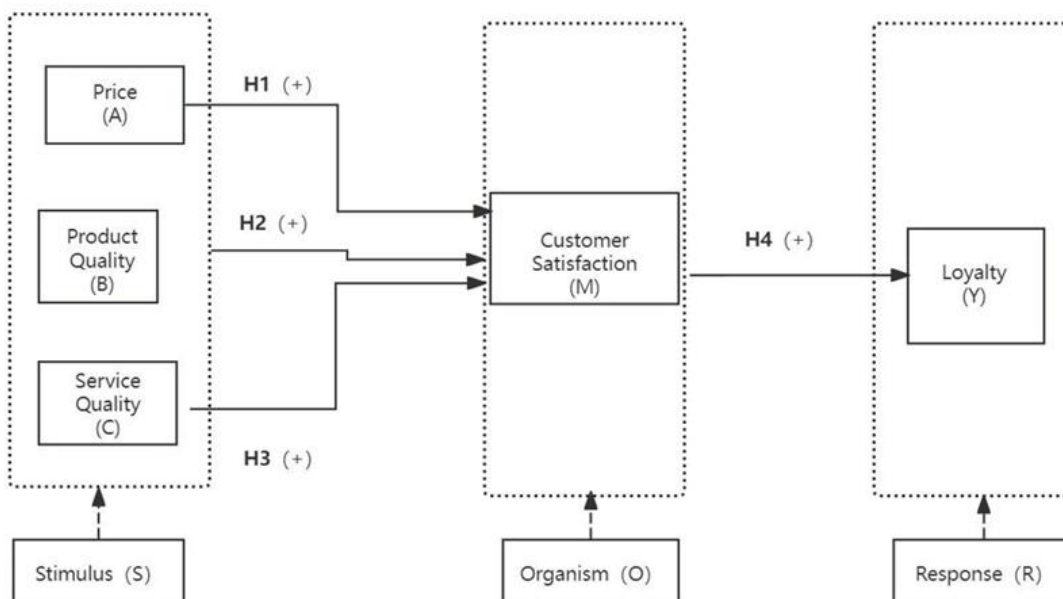 Price
(A)
H1 (+)
Product
Quality
(B)
H2 (+)
Service
Quality
(C)
H3 (+)
Customer
Satisfaction
(M)
H4 (+)
Loyalty
(Y)
Stimulus (S)
Organism (O)
Response (R)